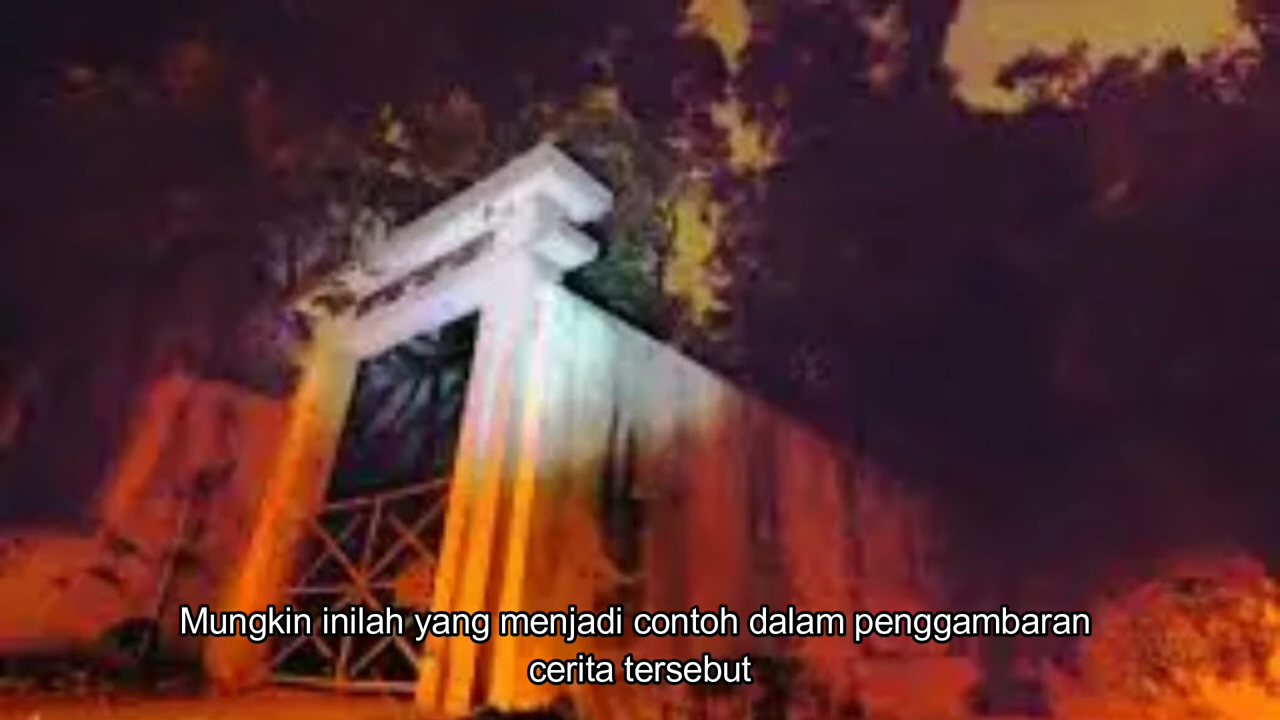 Mungkin inilah yang menjadi contoh dalam penggambaran
cerita tersebut